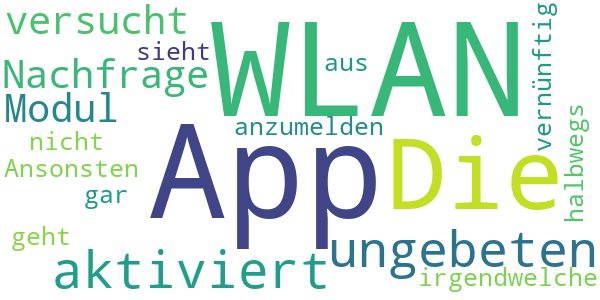 versucht
sieht
WLAN
aus
vernünftig
Nachfrage
Modul
anzumelden
halbwegs
nicht
App
Die
Ansonsten
gar
geht
ungebeten
aktiviert
irgendwelche